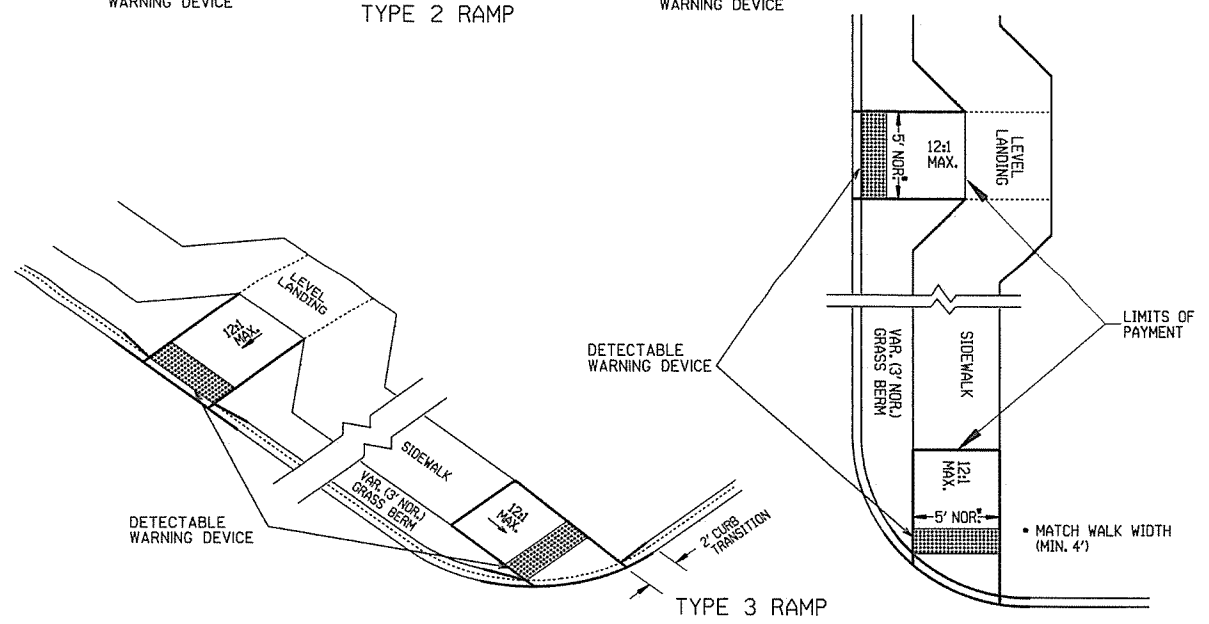 WARNING DEVICE
TYPE 2 RAMP
WARNING DEVICE
5' NOR.*
12:1
MAX.
LEVEL
LANDING
LEVEL
LANDING
12:1
MAX.
LIMITS OF
PAYMENT
DETECTABLE
WARNING DEVICE
VAR. (3' NOR.)
GRASS BERM
SIDEWALK
SIDEWALK
VAR. (3' NOR.)
GRASS BERM
12:1
MAX.
12:1
MAX.
5' NOR.*
DETECTABLE
WARNING DEVICE
2' CURB
TRANSITION
* MATCH WALK WIDTH
(MIN. 4')
TYPE 3 RAMP